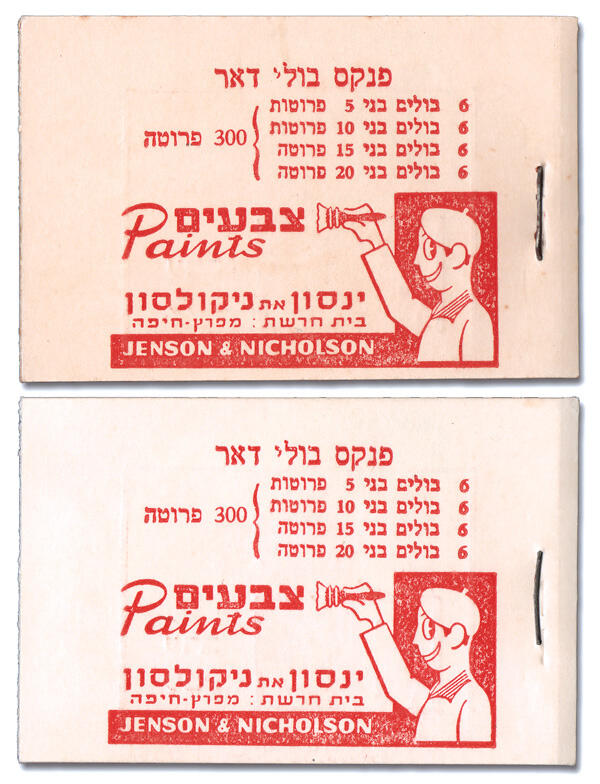 פנקס בולי דאר
6 בולים בני 5 פרוטות
6 בולים בני 10 פרוטות
6 בולים בני 15 פרוטה
6 בולים בני 20 פרוטה
300 פרוטה
צבעים
Paints
ינסון את ניקולסון
בית חרשת: מפרץ-חיפה
JENSON & NICHOLSON
פנקס בולי דאר
6 בולים בני 5 פרוטות
6 בולים בני 10 פרוטות
6 בולים בני 15 פרוטה
6 בולים בני 20 פרוטה
300 פרוטה
צבעים
Paints
ינסון את ניקולסון
בית חרשת: מפרץ-חיפה
JENSON & NICHOLSON